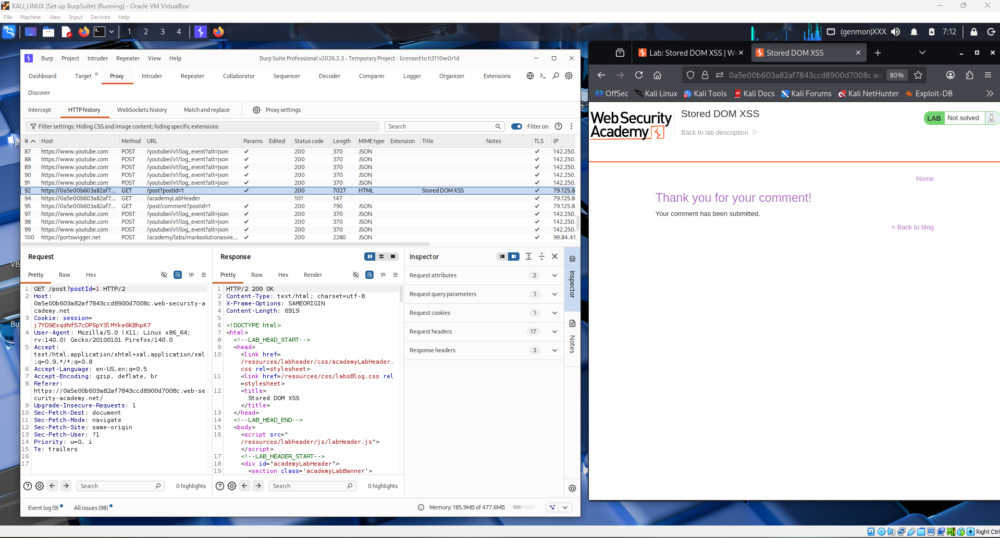 KALI_LINUX (Set up BurpSuite) [Running] - Oracle VM VirtualBox
File Machine View Input Devices Help
1 2 3 4 (genmon)XXX 7:12
Burp Project Intruder Repeater View Help Burp Suite Professional v2026.2.3 - Temporary Project - licensed to h3110w0r1d
Dashboard Target Proxy Intruder Repeater Collaborator Sequencer Decoder Comparer Logger Organizer Extensions
Discover
Intercept HTTP history WebSockets history Match and replace Proxy settings
Filter settings: Hiding CSS and image content; hiding specific extensions Search Filter on
# Host Method URL Params Edited Status code Length MIME type Extension Title Notes TLS IP
87 https://www.youtube.com POST /youtubei/v1/log_event?alt=json ✓ 200 370 JSON ✓ 142.250.
88 https://www.youtube.com POST /youtubei/v1/log_event?alt=json ✓ 200 370 JSON ✓ 142.250.
89 https://www.youtube.com POST /youtubei/v1/log_event?alt=json ✓ 200 370 JSON ✓ 142.250.
90 https://www.youtube.com POST /youtubei/v1/log_event?alt=json ✓ 200 370 JSON ✓ 142.250.
91 https://www.youtube.com POST /youtubei/v1/log_event?alt=json ✓ 200 370 JSON ✓ 142.250.
92 https://0a5e00b603a82af7... GET /post?postId=1 ✓ 200 7027 HTML Stored DOM XSS ✓ 79.125.8
94 https://0a5e00b603a82af7... GET /academyLabHeader 101 147 ✓ 79.125.8
95 https://0a5e00b603a82af7... GET /post/comment?postId=1 ✓ 200 790 JSON ✓ 79.125.8
97 https://www.youtube.com POST /youtubei/v1/log_event?alt=json ✓ 200 370 JSON ✓ 142.250.
98 https://www.youtube.com POST /youtubei/v1/log_event?alt=json ✓ 200 370 JSON ✓ 142.250.
99 https://www.youtube.com POST /youtubei/v1/log_event?alt=json ✓ 200 370 JSON ✓ 142.250.
100 https://portswigger.net POST /academy/labs/marksolutionasvie... ✓ 200 2280 JSON ✓ 99.84.41
Request
Pretty Raw Hex \n
1 GET /post?postId=1 HTTP/2
2 Host:
0a5e00b603a82af7843ccd8900d7008c.web-security-a
cademy.net
3 Cookie: session=
j7YD9ExqdNf57cDPSpY3lMYke6KBhpK7
4 User-Agent: Mozilla/5.0 (X11; Linux x86_64;
rv:140.0) Gecko/20100101 Firefox/140.0
5 Accept:
text/html,application/xhtml+xml,application/xml
;q=0.9,*/*;q=0.8
6 Accept-Language: en-US,en;q=0.5
7 Accept-Encoding: gzip, deflate, br
8 Referer:
https://0a5e00b603a82af7843ccd8900d7008c.web-se
curity-academy.net/
9 Upgrade-Insecure-Requests: 1
10 Sec-Fetch-Dest: document
11 Sec-Fetch-Mode: navigate
12 Sec-Fetch-Site: same-origin
13 Sec-Fetch-User: ?1
14 Priority: u=0, i
15 Te: trailers
16
17
Search 0 highlights
Response
Pretty Raw Hex Render \n
1 HTTP/2 200 OK
2 Content-Type: text/html; charset=utf-8
3 X-Frame-Options: SAMEORIGIN
4 Content-Length: 6919
5
6 <!DOCTYPE html>
7 <html>
8 <!--LAB_HEAD_START-->
9 <head>
10 <link href=
/resources/labheader/css/academyLabHeader.
css rel=stylesheet>
11 <link href=/resources/css/labsBlog.css rel
=stylesheet>
12 <title>
Stored DOM XSS
</title>
13 </head>
14 <!--LAB_HEAD_END-->
15 <body>
16 <script src="
/resources/labheader/js/labHeader.js">
</script>
17 <!--LAB_HEADER_START-->
18 <div id="academyLabHeader">
19 <section class='academyLabBanner'>
Search 0 highlights
Inspector
Request attributes 2
Request query parameters 1
Request cookies 1
Request headers 17
Response headers 3
Inspector
Notes
Event log (9) All issues (98) Memory: 185.9MB of 477.6MB
Lab: Stored DOM XSS | We Stored DOM XSS
0a5e00b603a82af7843ccd8900d7008c.we 80%
OffSec Kali Linux Kali Tools Kali Docs Kali Forums Kali NetHunter Exploit-DB
Web Security
Academy
Stored DOM XSS
Back to lab description
LAB Not solved
Home
Thank you for your comment!
Your comment has been submitted.
< Back to blog
VB
Bu
Right Ctrl